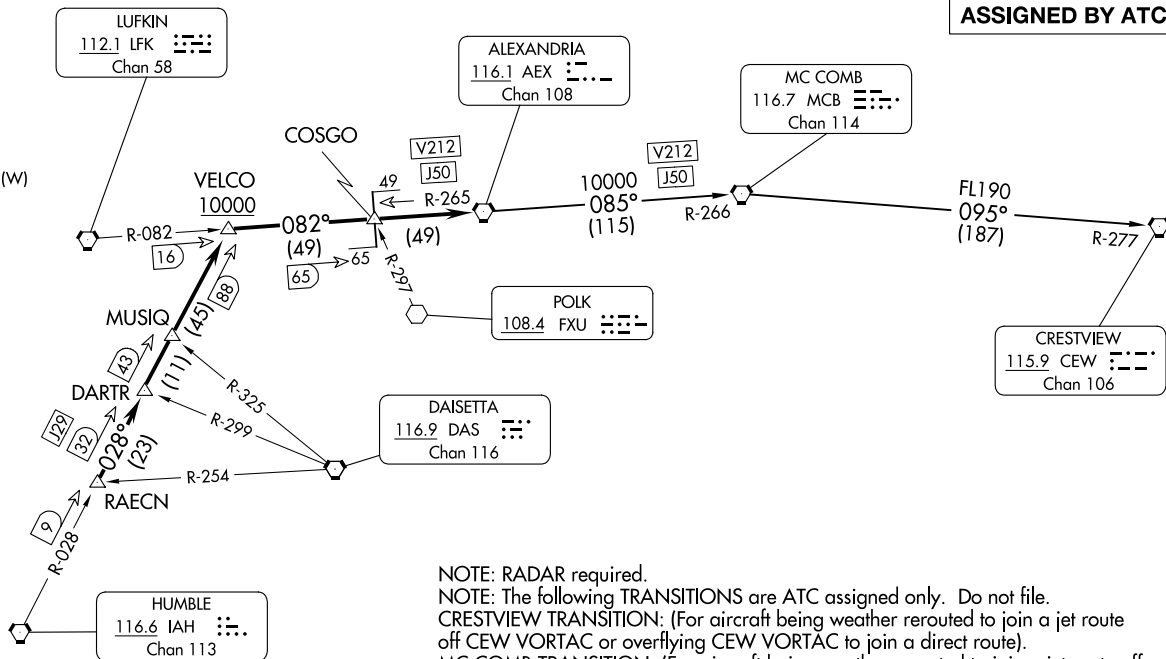 ASSIGNED BY ATC
LUFKIN
112.1 LFK
Chan 58
ALEXANDRIA
116.1 AEX
Chan 108
MC COMB
116.7 MCB
Chan 114
(W)
COSGO
V212
J50
V212
J50
VELCO
10000
49
R-265
10000
085°
(115)
R-266
FL190
095°
(187)
R-277
R-082
16
082°
(49)
65
65
(49)
R-297
POLK
108.4 FXU
CRESTVIEW
115.9 CEW
Chan 106
88
(45)
MUSIQ
43
(11)
DARTR
R-325
R-299
DAISETTA
116.9 DAS
Chan 116
J29
32
028°
(23)
R-254
RAECN
9
R-028
HUMBLE
116.6 IAH
Chan 113
NOTE: RADAR required.
NOTE: The following TRANSITIONS are ATC assigned only. Do not file.
CRESTVIEW TRANSITION: (For aircraft being weather rerouted to join a jet route
off CEW VORTAC or overflying CEW VORTAC to join a direct route).